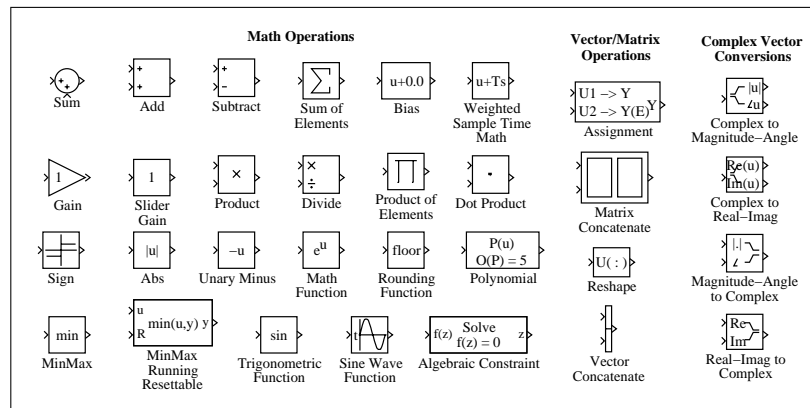 Math Operations
Vector/Matrix
Operations
Complex Vector
Conversions
+
+
Sum
+
+
Add
+
−
Subtract
∑
Sum of
Elements
u+0.0
Bias
u+Ts
Weighted
Sample Time
Math
U1 −> Y
U2 −> Y(E)
Y
Assignment
|u|
∠u
Complex to
Magnitude−Angle
1
Gain
1
Slider
Gain
×
Product
×
÷
Divide
∏
Product of
Elements
·
Dot Product
Matrix
Concatenate
Re(u)
Im(u)
Complex to
Real−Imag
Sign
|u|
Abs
−u
Unary Minus
eᵘ
Math
Function
floor
Rounding
Function
P(u)
O(P) = 5
Polynomial
U( : )
Reshape
|.|
∠
Magnitude−Angle
to Complex
min
MinMax
u
R
min(u,y)
y
MinMax
Running
Resettable
sin
Trigonometric
Function
t
Sine Wave
Function
f(z)
Solve
f(z) = 0
z
Algebraic Constraint
Vector
Concatenate
Re
Im
Real−Imag to
Complex